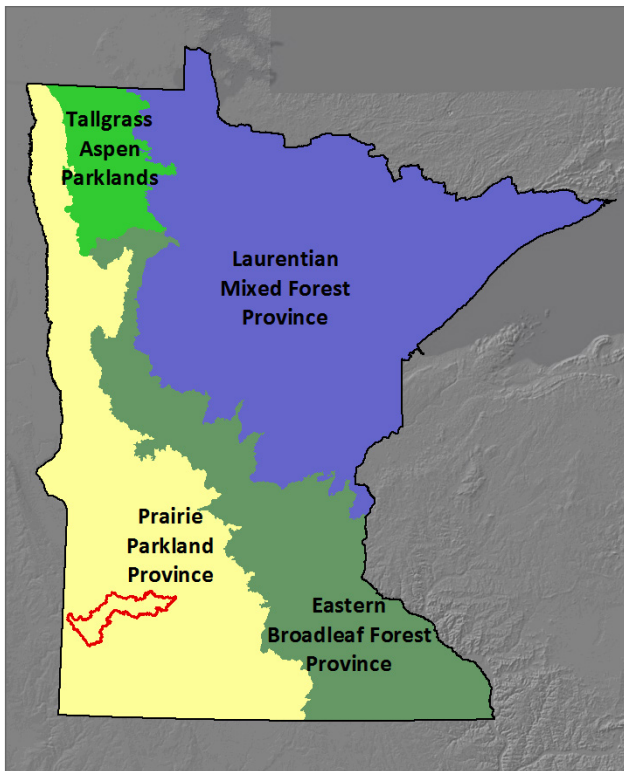 Tallgrass
Aspen
Parklands
Laurentian
Mixed Forest
Province
Prairie
Parkland
Province
Eastern
Broadleaf Forest
Province